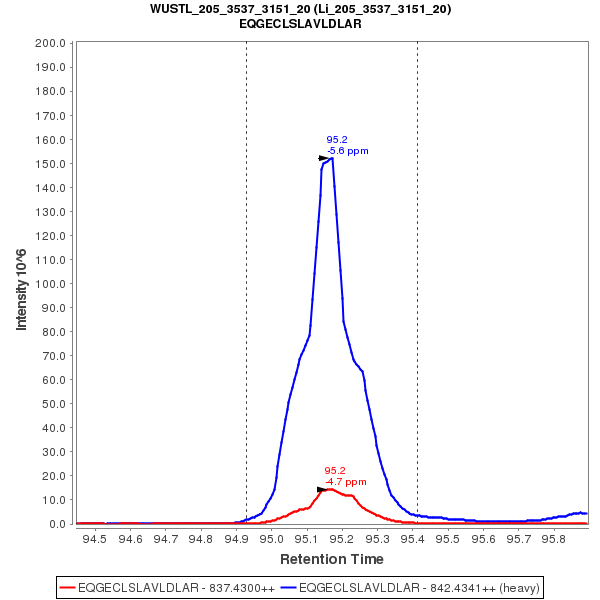 WUSTL_205_3537_3151_20 (Li_205_3537_3151_20)
EQGECLSLAVLDLAR
200.0
190.0
180.0
170.0
160.0
150.0
140.0
130.0
120.0
110.0
100.0
90.0
80.0
70.0
60.0
50.0
40.0
30.0
20.0
10.0
0.0
Intensity 10^6
95.2
-5.6 ppm
95.2
-4.7 ppm
94.5 94.6 94.7 94.8 94.9 95.0 95.1 95.2 95.3 95.4 95.5 95.6 95.7 95.8
Retention Time
EQGECLSLAVLDLAR - 837.4300++ EQGECLSLAVLDLAR - 842.4341++ (heavy)